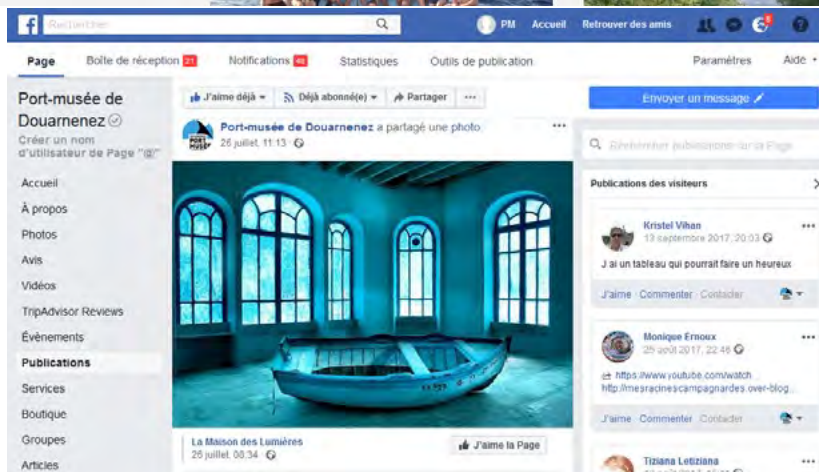 PM Accueil Retrouver des amis
Page Boîte de réception 21 Notifications Statistiques Outils de publication Paramètres Aide
Port-musée de
Douarnenez
Créer un nom
d'utilisateur de Page "@"
Accueil
À propos
Photos
Avis
Vidéos
TripAdvisor Reviews
Évènements
Publications
Services
Boutique
Groupes
Articles
J'aime déjà Déjà abonné(e) Partager ...
Port-musée de Douarnenez a partagé une photo.
26 juillet, 11:13
La Maison des Lumières
26 juillet, 08:34
J'aime la Page
Envoyer un message
Rechercher publications sur la Page
Publications des visiteurs
Kristel Vihan
13 septembre 2017, 20:03
J ai un tableau qui pourrait faire un heureux
J'aime · Commenter · Contacter
Monique Ernoux
25 août 2017, 22:46
https://www.youtube.com/watch...
http://mesracinescampagnardes.over-blog...
J'aime · Commenter · Contacter
Tiziana Letiziana